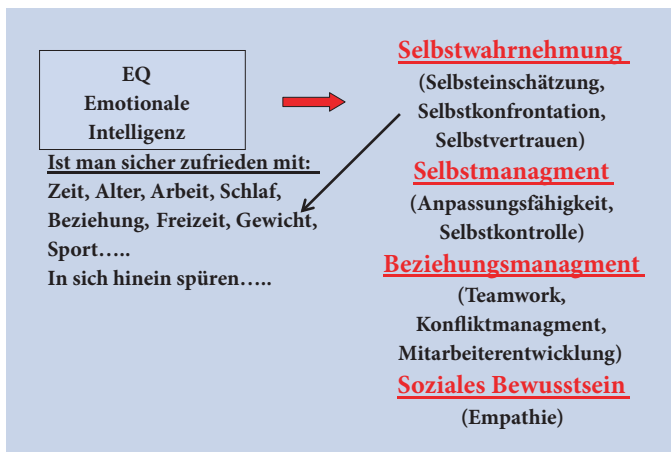 EQ
Emotionale
Intelligenz
Ist man sicher zufrieden mit:
Zeit, Alter, Arbeit, Schlaf,
Beziehung, Freizeit, Gewicht,
Sport…..
In sich hinein spüren…..
Selbstwahrnehmung
(Selbsteinschätzung,
Selbstkonfrontation,
Selbstvertrauen)
Selbstmanagment
(Anpassungsfähigkeit,
Selbstkontrolle)
Beziehungsmanagment
(Teamwork,
Konfliktmanagment,
Mitarbeiterentwicklung)
Soziales Bewusstsein
(Empathie)